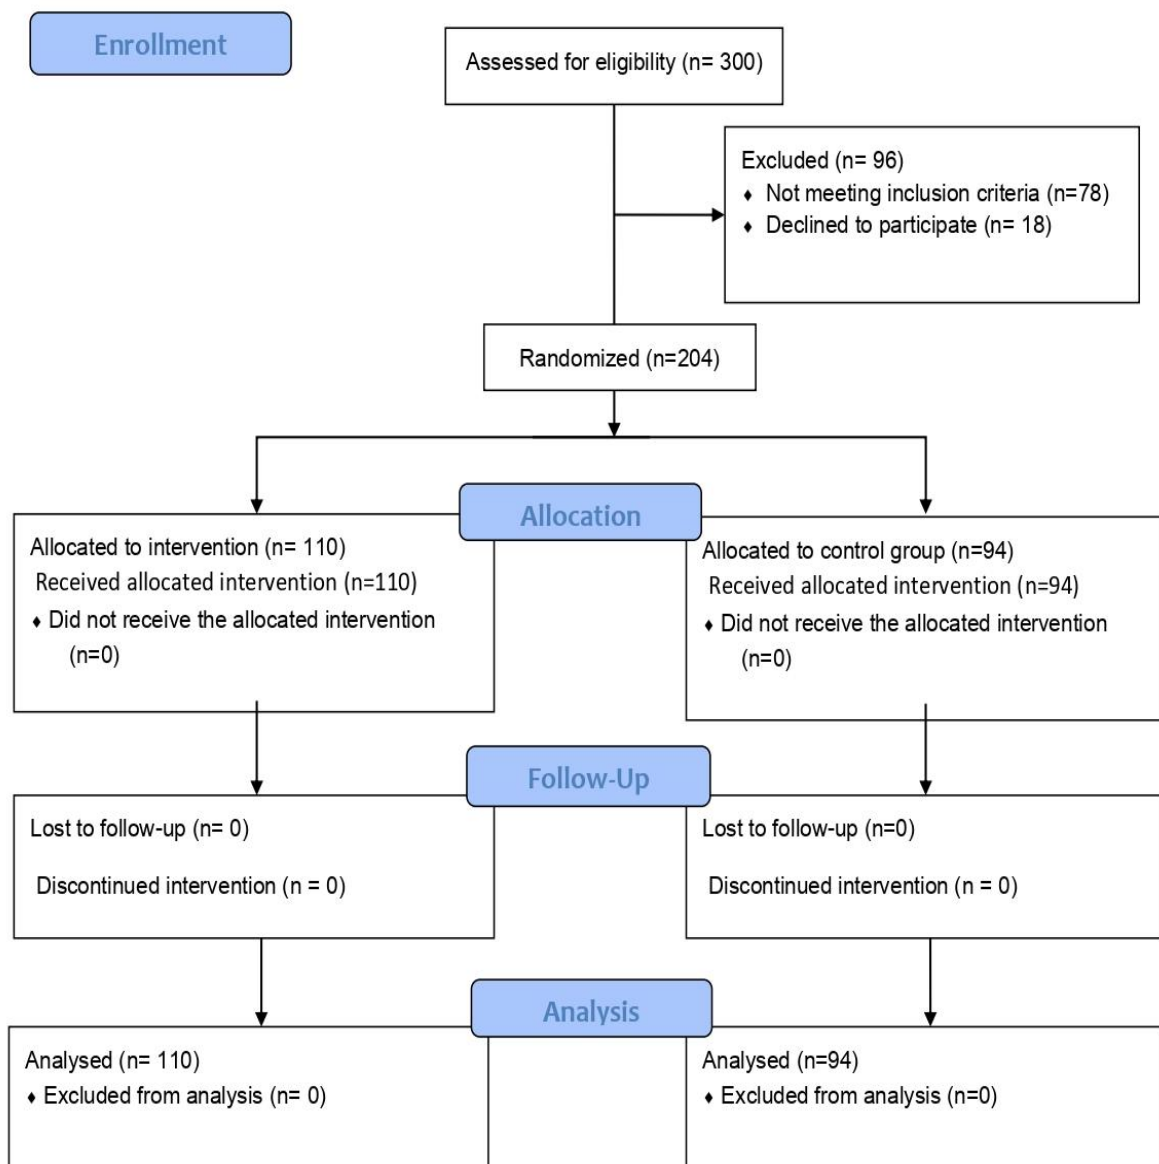 Enrollment
Assessed for eligibility (n= 300)
Excluded (n= 96)
♦ Not meeting inclusion criteria (n=78)
♦ Declined to participate (n= 18)
Randomized (n=204)
Allocation
Allocated to intervention (n= 110)
Received allocated intervention (n=110)
♦ Did not receive the allocated intervention
(n=0)
Allocated to control group (n=94)
Received allocated intervention (n=94)
♦ Did not receive the allocated intervention
(n=0)
Follow-Up
Lost to follow-up (n= 0)
Discontinued intervention (n = 0)
Lost to follow-up (n=0)
Discontinued intervention (n = 0)
Analysis
Analysed (n= 110)
♦ Excluded from analysis (n= 0)
Analysed (n=94)
♦ Excluded from analysis (n=0)